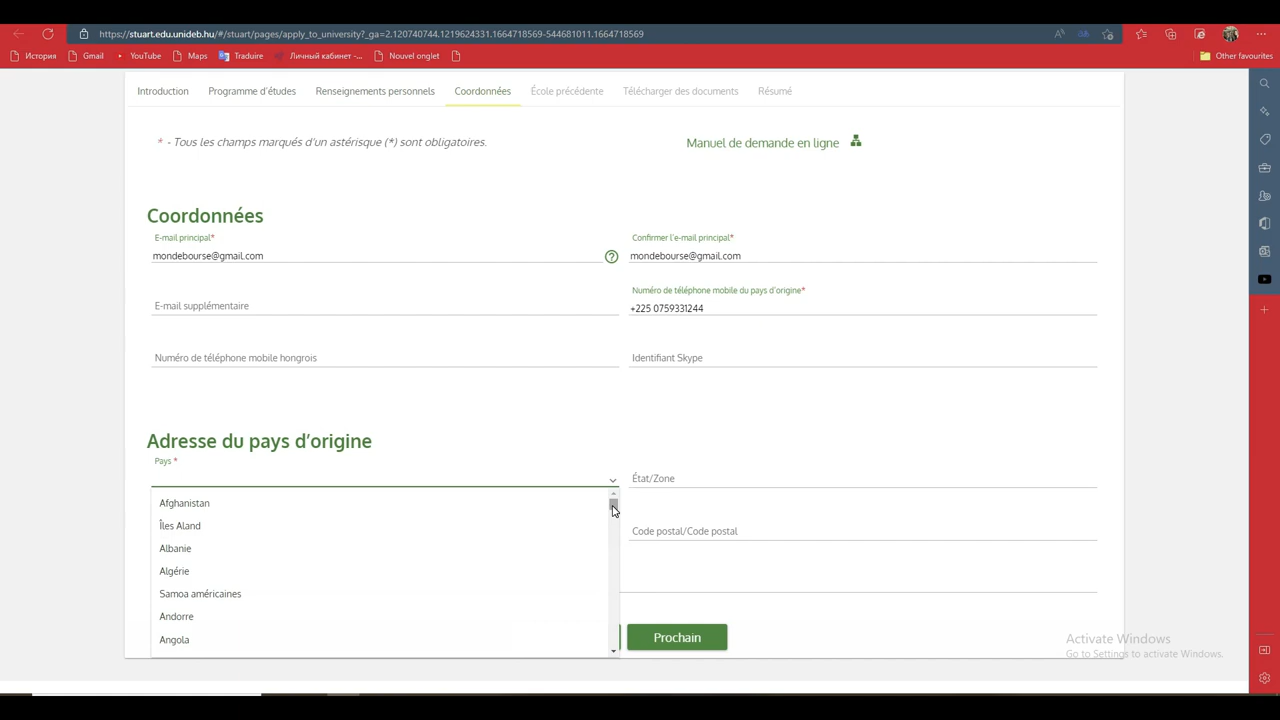 https://stuart.edu.unideb.hu/#/stuart/pages/apply_to_university?_ga=2.120740744.1219624331.1664718569-544681011.1664718569
История Gmail YouTube Maps Traduire Личный кабинет -... Nouvel onglet Other favourites
Introduction Programme d'études Renseignements personnels Coordonnées École précédente Télécharger des documents Résumé
* - Tous les champs marqués d'un astérisque (*) sont obligatoires. Manuel de demande en ligne
Coordonnées
E-mail principal* Confirmer l'e-mail principal*
mondebourse@gmail.com mondebourse@gmail.com
Numéro de téléphone mobile du pays d'origine*
E-mail supplémentaire +225 0759331244
Numéro de téléphone mobile hongrois Identifiant Skype
Adresse du pays d'origine
Pays *
État/Zone
Afghanistan
Îles Aland
Code postal/Code postal
Albanie
Algérie
Samoa américaines
Andorre
Angola
Prochain
Activate Windows
Go to Settings to activate Windows.